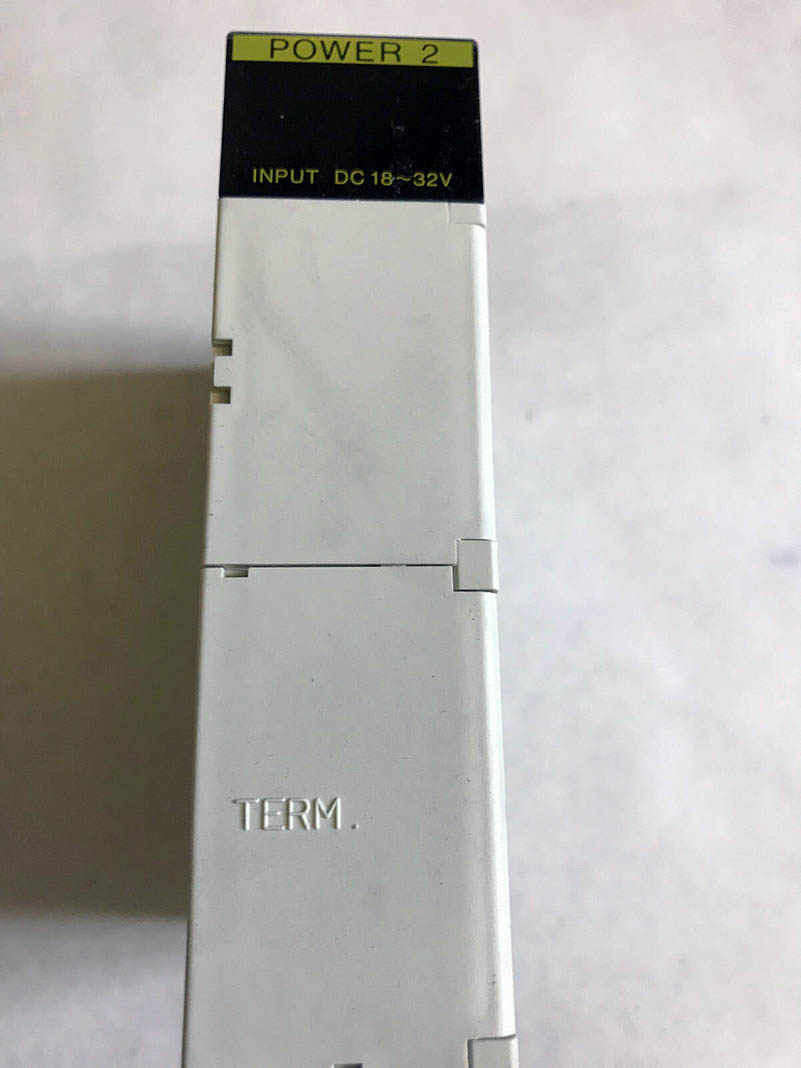 POWER 2
INPUT DC 18~32V
TERM.